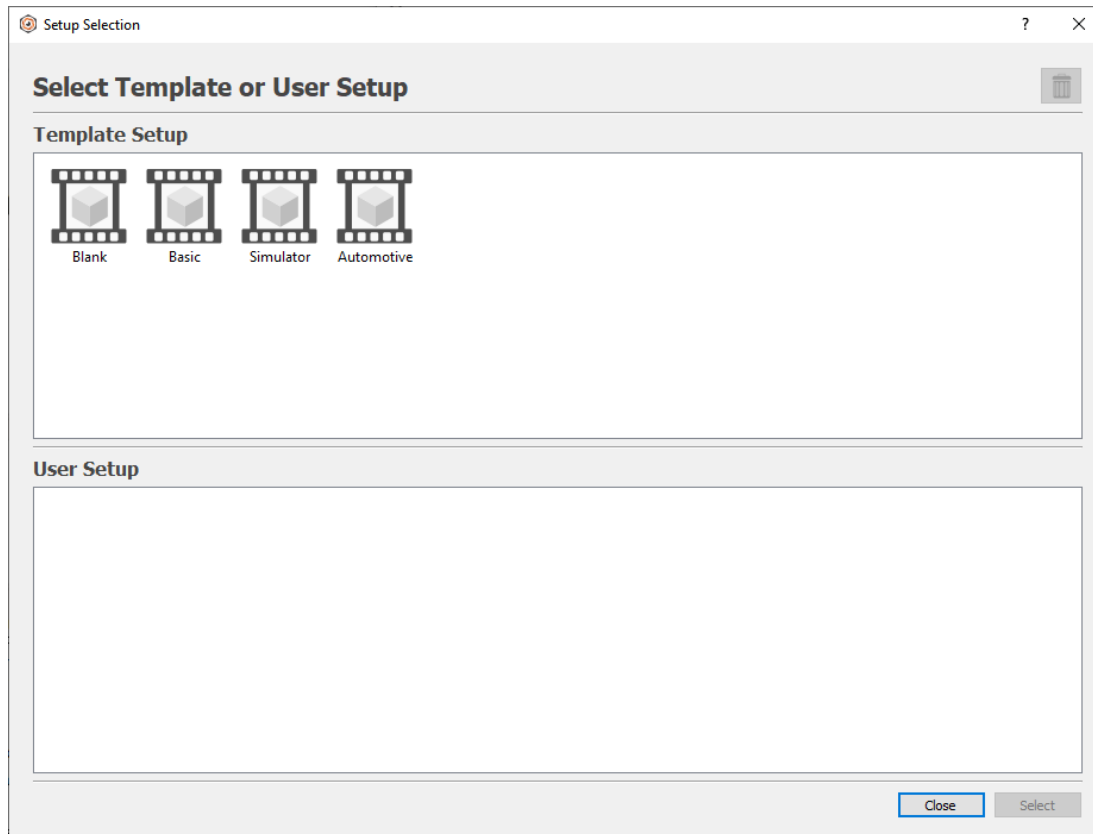 Setup Selection
?
Select Template or User Setup
Template Setup
Blank Basic Simulator Automotive
User Setup
Close Select